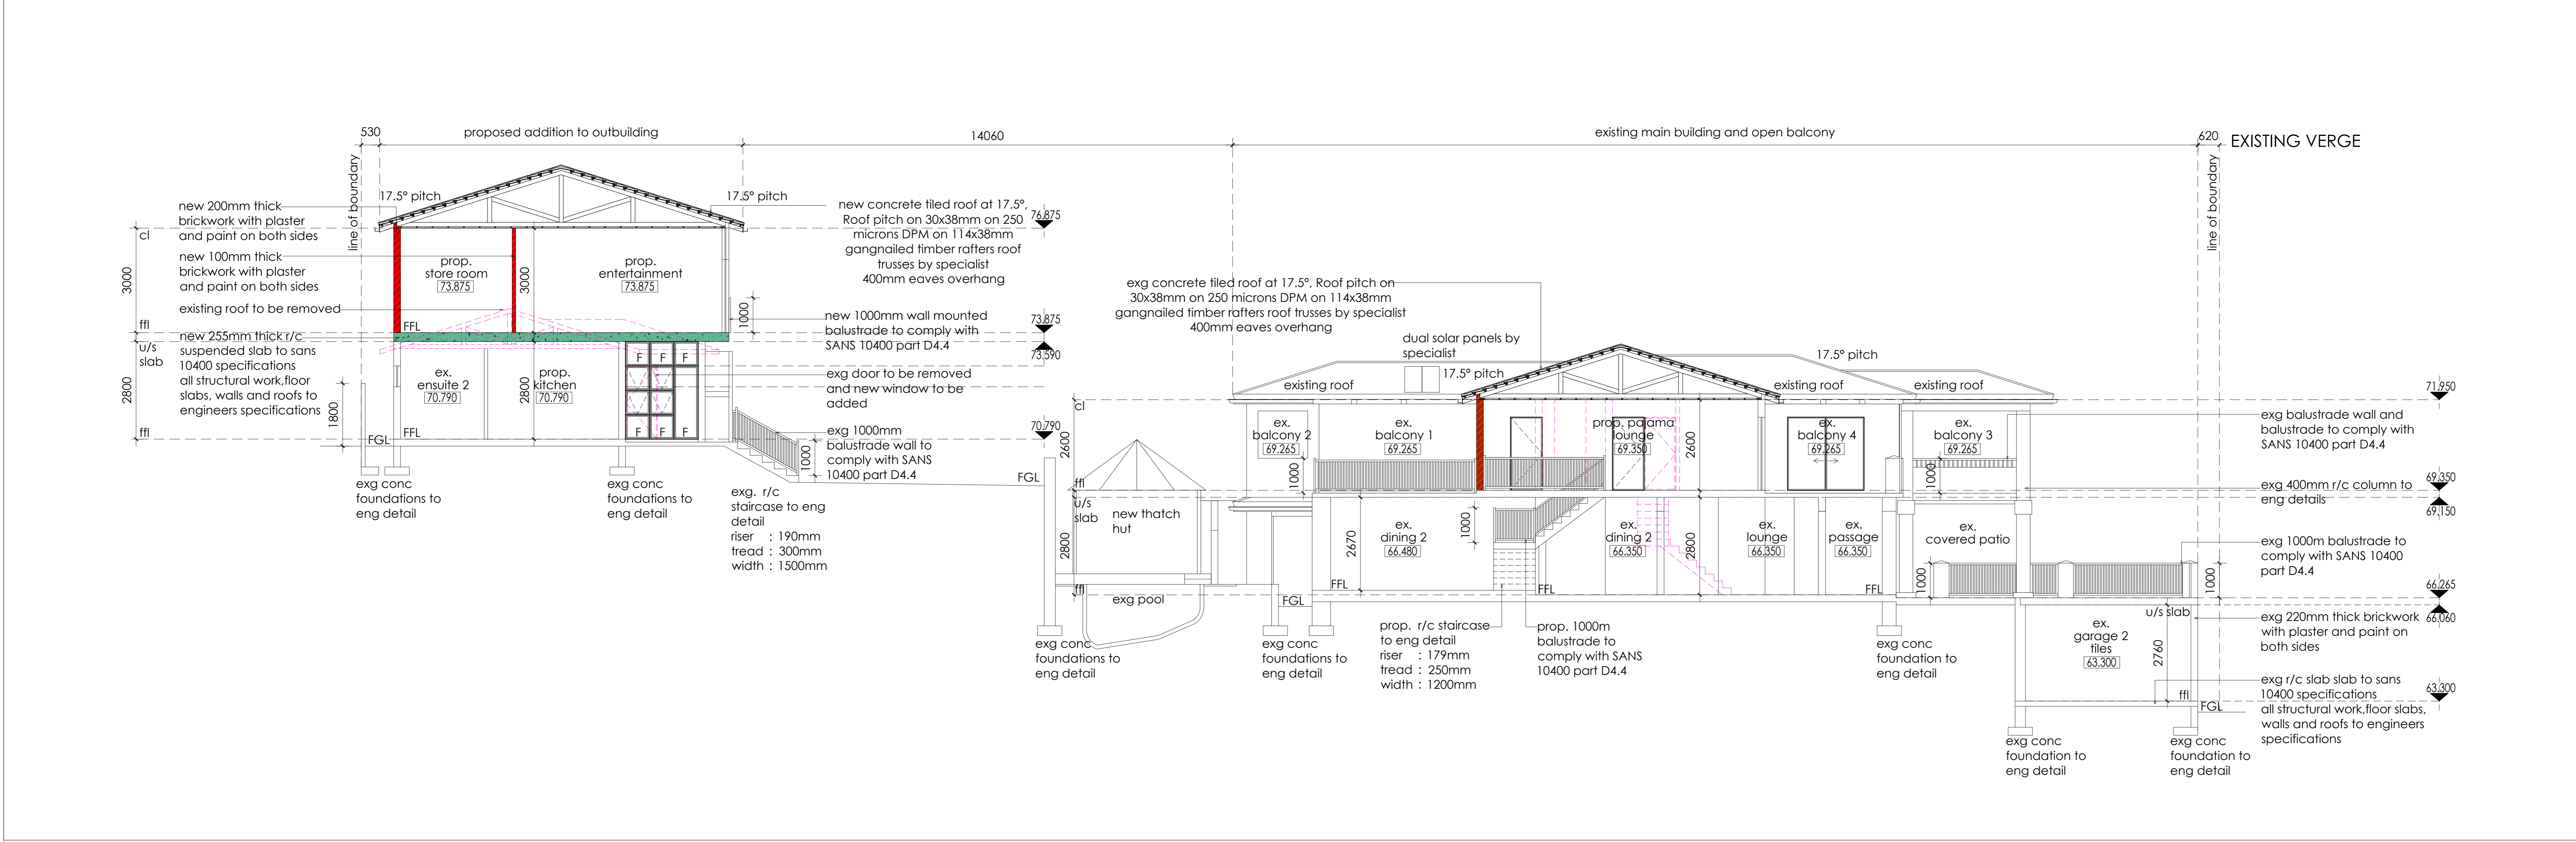 530
proposed addition to outbuilding
14060
existing main building and open balcony
620
EXISTING VERGE
line of boundary
17.5° pitch
17.5° pitch
new 200mm thick
brickwork with plaster
and paint on both sides
cl
new 100mm thick
brickwork with plaster
and paint on both sides
3000
existing roof to be removed
ffl
new 255mm thick r/c
suspended slab to sans
10400 specifications
all structural work,floor
slabs, walls and roofs to
engineers specifications
u/s
slab
2800
ffl
1800
FGL
prop.
store room
73.875
3000
prop.
entertainment
73.875
1000
FFL
ex.
ensuite 2
70.790
prop.
kitchen
70.790
2800
FFL
F F F
F F F
exg conc
foundations to
eng detail
exg conc
foundations to
eng detail
new concrete tiled roof at 17.5°,
Roof pitch on 30x38mm on 250
microns DPM on 114x38mm
gangnailed timber rafters roof
trusses by specialist
400mm eaves overhang
76.875
new 1000mm wall mounted
balustrade to comply with
SANS 10400 part D4.4
73.875
73.590
exg door to be removed
and new window to be
added
exg 1000mm
balustrade wall to
comply with SANS
10400 part D4.4
70.790
1000
FGL
exg. r/c
staircase to eng
detail
riser : 190mm
tread : 300mm
width : 1500mm
exg concrete tiled roof at 17.5°, Roof pitch on
30x38mm on 250 microns DPM on 114x38mm
gangnailed timber rafters roof trusses by specialist
400mm eaves overhang
dual solar panels by
specialist
17.5° pitch
17.5° pitch
existing roof
existing roof
existing roof
cl
2600
ffl
u/s
slab
2800
ffl
new thatch
hut
exg pool
exg conc
foundations to
eng detail
ex.
balcony 2
69.265
1000
ex.
balcony 1
69.265
prop. pajama
lounge
69.350
2600
ex.
balcony 4
69.265
ex.
balcony 3
69.265
1000
2670
ex.
dining 2
66.480
1000
ex.
dining 2
66.350
2800
ex.
lounge
66.350
ex.
passage
66.350
ex.
covered patio
FFL
FFL
FFL
FGL
1000
1000
exg conc
foundations to
eng detail
prop. r/c staircase
to eng detail
riser : 179mm
tread : 250mm
width : 1200mm
prop. 1000m
balustrade to
comply with SANS
10400 part D4.4
exg conc
foundation to
eng detail
u/s slab
ex.
garage 2
tiles
63.300
2760
ffl
FGL
exg conc
foundation to
eng detail
exg conc
foundation to
eng detail
line of boundary
71.950
exg balustrade wall and
balustrade to comply with
SANS 10400 part D4.4
69.350
exg 400mm r/c column to
eng details
69.150
exg 1000m balustrade to
comply with SANS 10400
part D4.4
66.265
66.060
exg 220mm thick brickwork
with plaster and paint on
both sides
exg r/c slab slab to sans
10400 specifications
all structural work,floor slabs,
walls and roofs to engineers
specifications
63.300